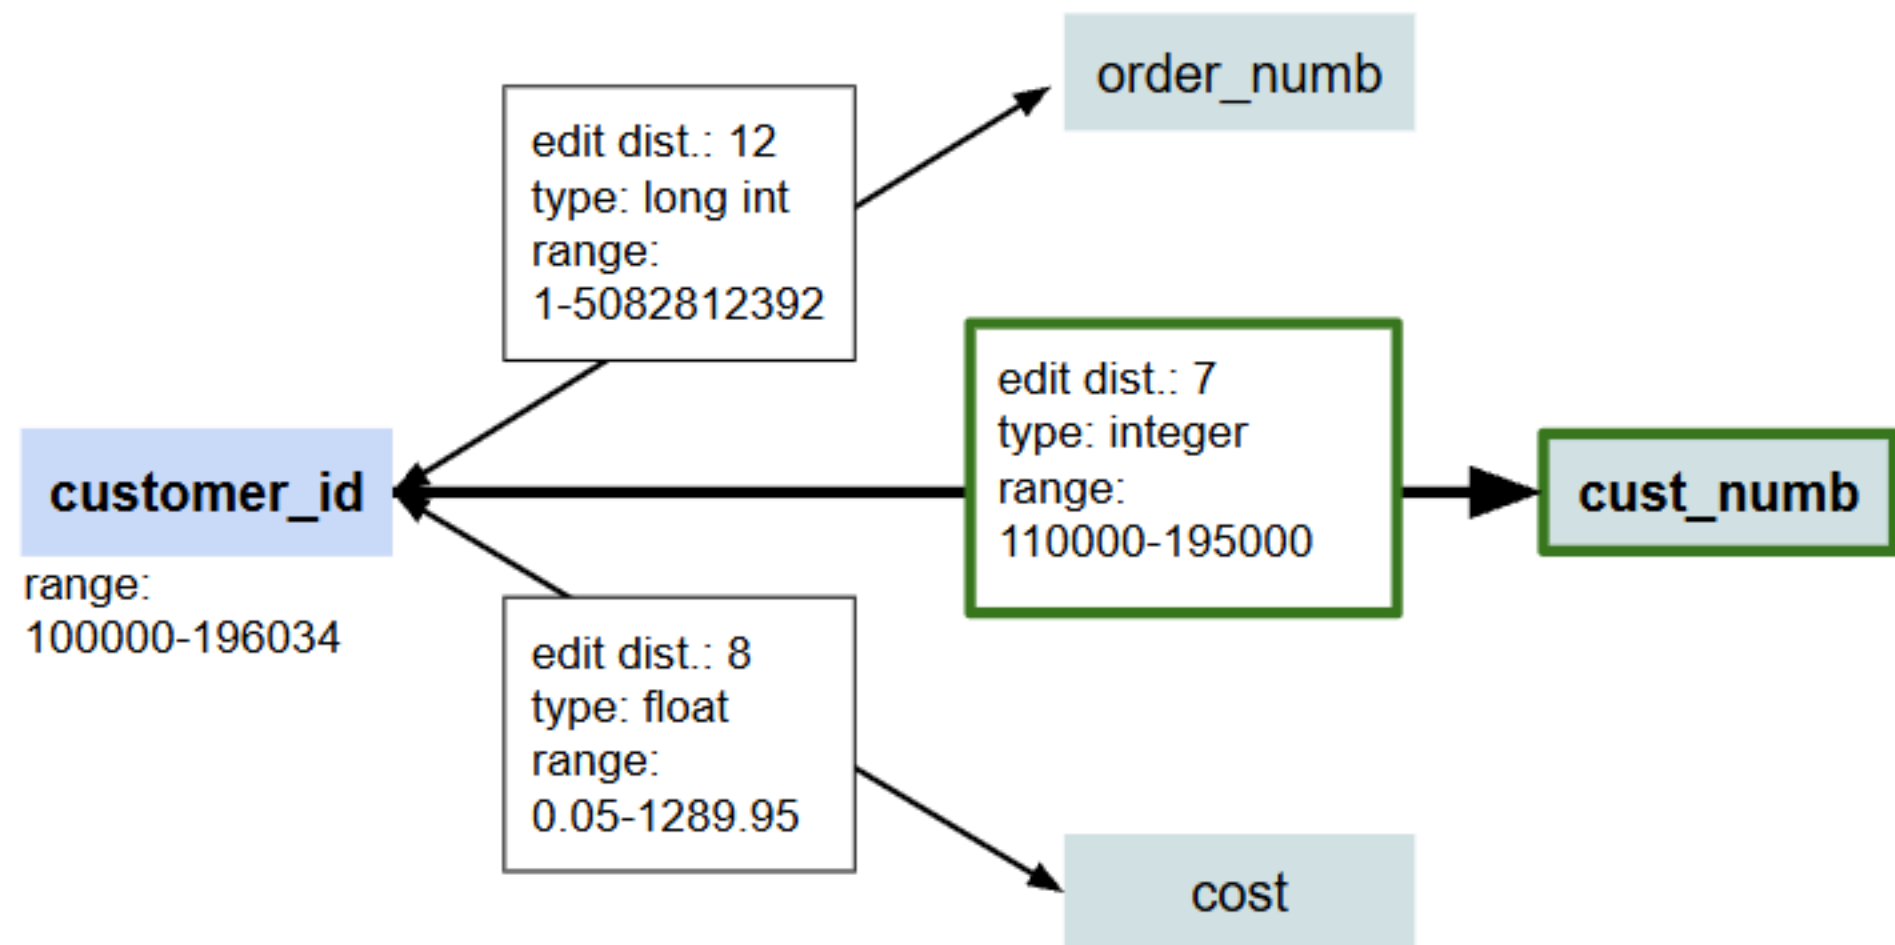 order_numb
edit dist.: 12
type: long int
range:
1-5082812392
edit dist.: 7
type: integer
range:
110000-195000
customer_id
cust_numb
range:
100000-196034
edit dist.: 8
type: float
range:
0.05-1289.95
cost